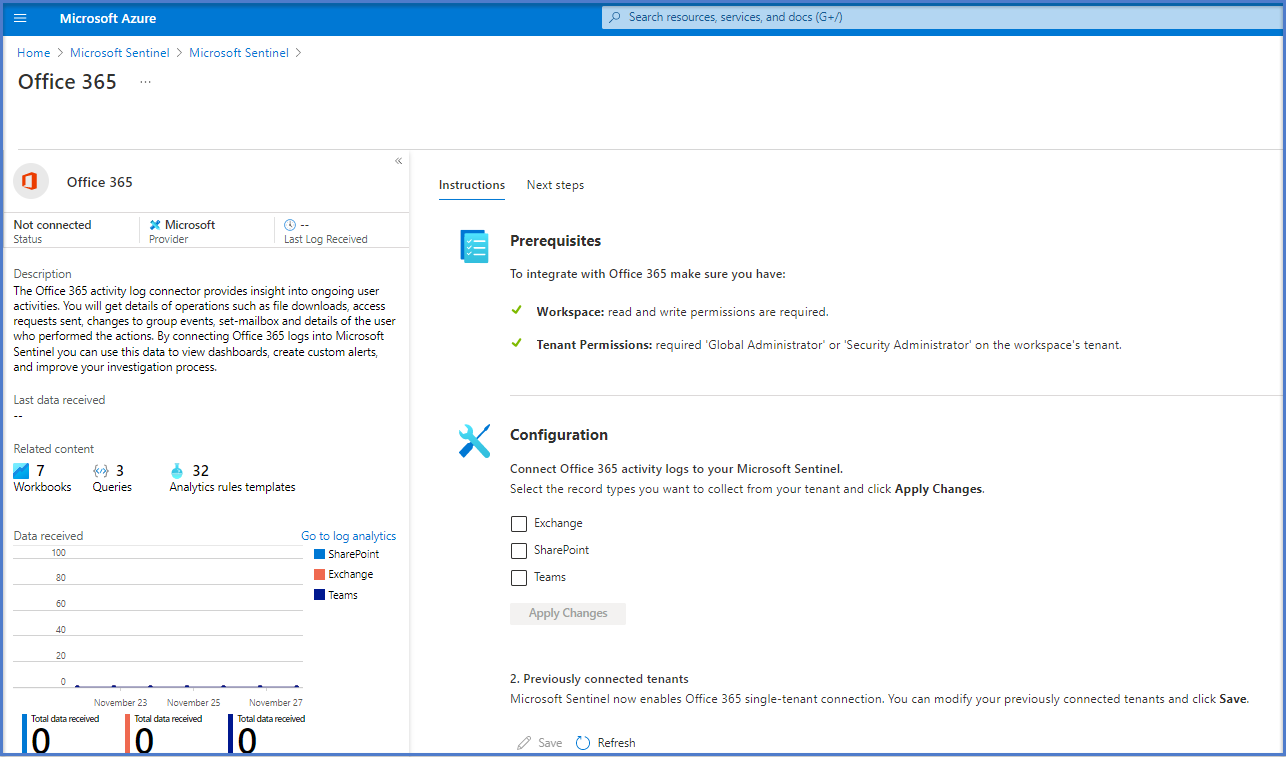 Microsoft Azure
Search resources, services, and docs (G+/)
Home > Microsoft Sentinel > Microsoft Sentinel >
Office 365 ...
«
Office 365
Not connected
Status
Microsoft
Provider
--
Last Log Received
Description
The Office 365 activity log connector provides insight into ongoing user
activities. You will get details of operations such as file downloads, access
requests sent, changes to group events, set-mailbox and details of the user
who performed the actions. By connecting Office 365 logs into Microsoft
Sentinel you can use this data to view dashboards, create custom alerts,
and improve your investigation process.
Last data received
--
Related content
7
Workbooks
3
Queries
32
Analytics rules templates
Data received
Go to log analytics
100
80
60
40
20
0
November 23
November 25
November 27
SharePoint
Exchange
Teams
Total data received
0
Total data received
0
Total data received
0
Instructions
Next steps
Prerequisites
To integrate with Office 365 make sure you have:
Workspace: read and write permissions are required.
Tenant Permissions: required 'Global Administrator' or 'Security Administrator' on the workspace's tenant.
Configuration
Connect Office 365 activity logs to your Microsoft Sentinel.
Select the record types you want to collect from your tenant and click Apply Changes.
Exchange
SharePoint
Teams
Apply Changes
2. Previously connected tenants
Microsoft Sentinel now enables Office 365 single-tenant connection. You can modify your previously connected tenants and click Save.
Save
Refresh